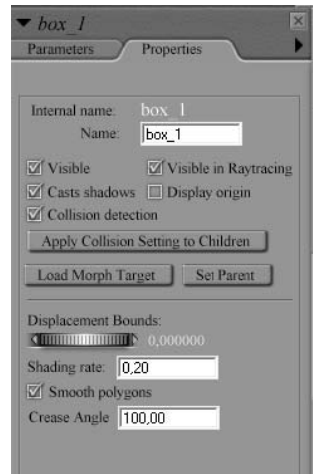 box_1
Parameters Properties
Internal name: box_1
Name: box_1
Visible Visible in Raytracing
Casts shadows Display origin
Collision detection
Apply Collision Setting to Children
Load Morph Target Set Parent
Displacement Bounds:
0,000000
Shading rate: 0,20
Smooth polygons
Crease Angle 100,00